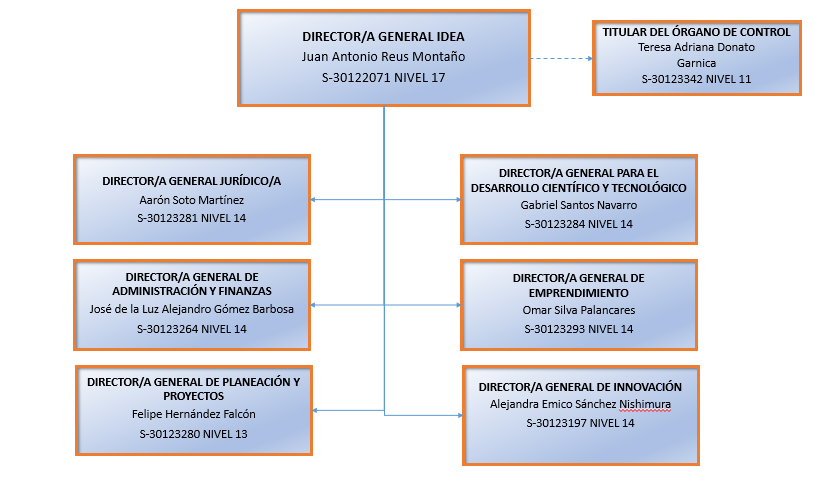 DIRECTOR/A GENERAL IDEA
Juan Antonio Reus Montaño
S-30122071 NIVEL 17
TITULAR DEL ÓRGANO DE CONTROL
Teresa Adriana Donato
Garnica
S-30123342 NIVEL 11
DIRECTOR/A GENERAL JURÍDICO/A
Aarón Soto Martínez
S-30123281 NIVEL 14
DIRECTOR/A GENERAL PARA EL
DESARROLLO CIENTÍFICO Y TECNOLÓGICO
Gabriel Santos Navarro
S-30123284 NIVEL 14
DIRECTOR/A GENERAL DE
ADMINISTRACIÓN Y FINANZAS
José de la Luz Alejandro Gómez Barbosa
S-30123264 NIVEL 14
DIRECTOR/A GENERAL DE
EMPRENDIMIENTO
Omar Silva Palancares
S-30123293 NIVEL 14
DIRECTOR/A GENERAL DE PLANEACIÓN Y
PROYECTOS
Felipe Hernández Falcón
S-30123280 NIVEL 13
DIRECTOR/A GENERAL DE INNOVACIÓN
Alejandra Emico Sánchez Nishimura
S-30123197 NIVEL 14